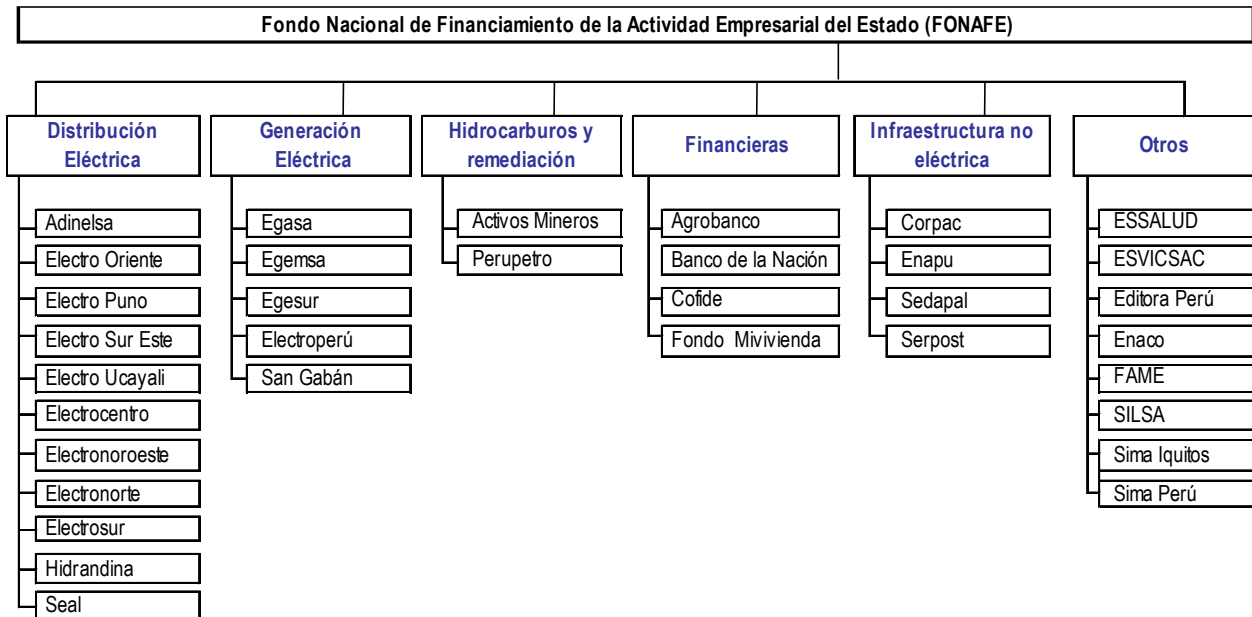 Fondo Nacional de Financiamiento de la Actividad Empresarial del Estado (FONAFE)
Distribución
Eléctrica
Adinelsa
Electro Oriente
Electro Puno
Electro Sur Este
Electro Ucayali
Electrocentro
Electronoroeste
Electronorte
Electrosur
Hidrandina
Seal
Generación
Eléctrica
Egasa
Egemsa
Egesur
Electroperú
San Gabán
Hidrocarburos y
remediación
Activos Mineros
Perupetro
Financieras
Agrobanco
Banco de la Nación
Cofide
Fondo Mivivienda
Infraestructura no
eléctrica
Corpac
Enapu
Sedapal
Serpost
Otros
ESSALUD
ESVICSAC
Editora Perú
Enaco
FAME
SILSA
Sima Iquitos
Sima Perú